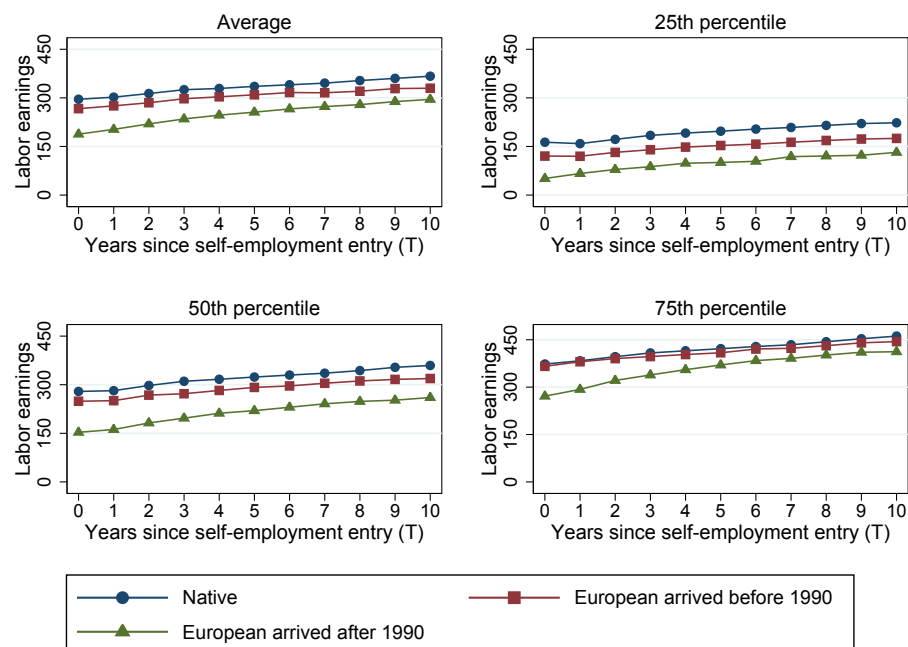 Average
Labor earnings
0 150 300 450
0 1 2 3 4 5 6 7 8 9 10
Years since self-employment entry (T)
25th percentile
Labor earnings
0 150 300 450
0 1 2 3 4 5 6 7 8 9 10
Years since self-employment entry (T)
50th percentile
Labor earnings
0 150 300 450
0 1 2 3 4 5 6 7 8 9 10
Years since self-employment entry (T)
75th percentile
Labor earnings
0 150 300 450
0 1 2 3 4 5 6 7 8 9 10
Years since self-employment entry (T)
Native
European arrived before 1990
European arrived after 1990